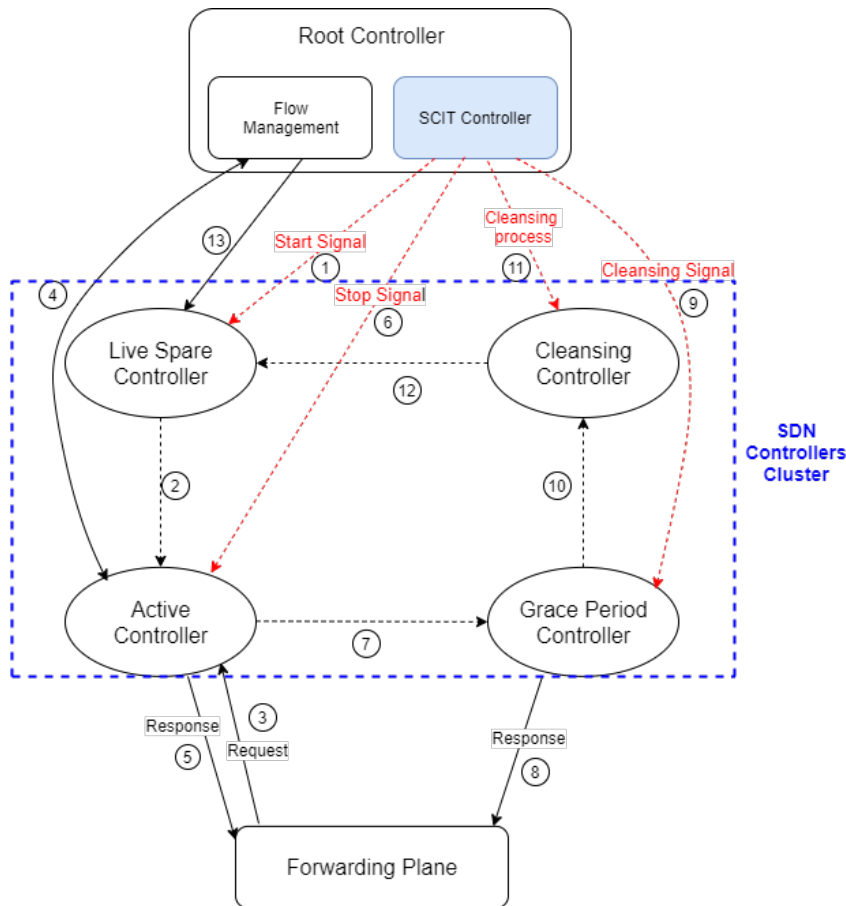 Root Controller
Flow
Management
SCIT Controller
13
Start Signal
1
Cleansing
process
11
Cleansing Signal
9
4
Stop Signal
6
Live Spare
Controller
12
Cleansing
Controller
SDN
Controllers
Cluster
2
10
Active
Controller
7
Grace Period
Controller
Response
5
3
Request
Response
8
Forwarding Plane